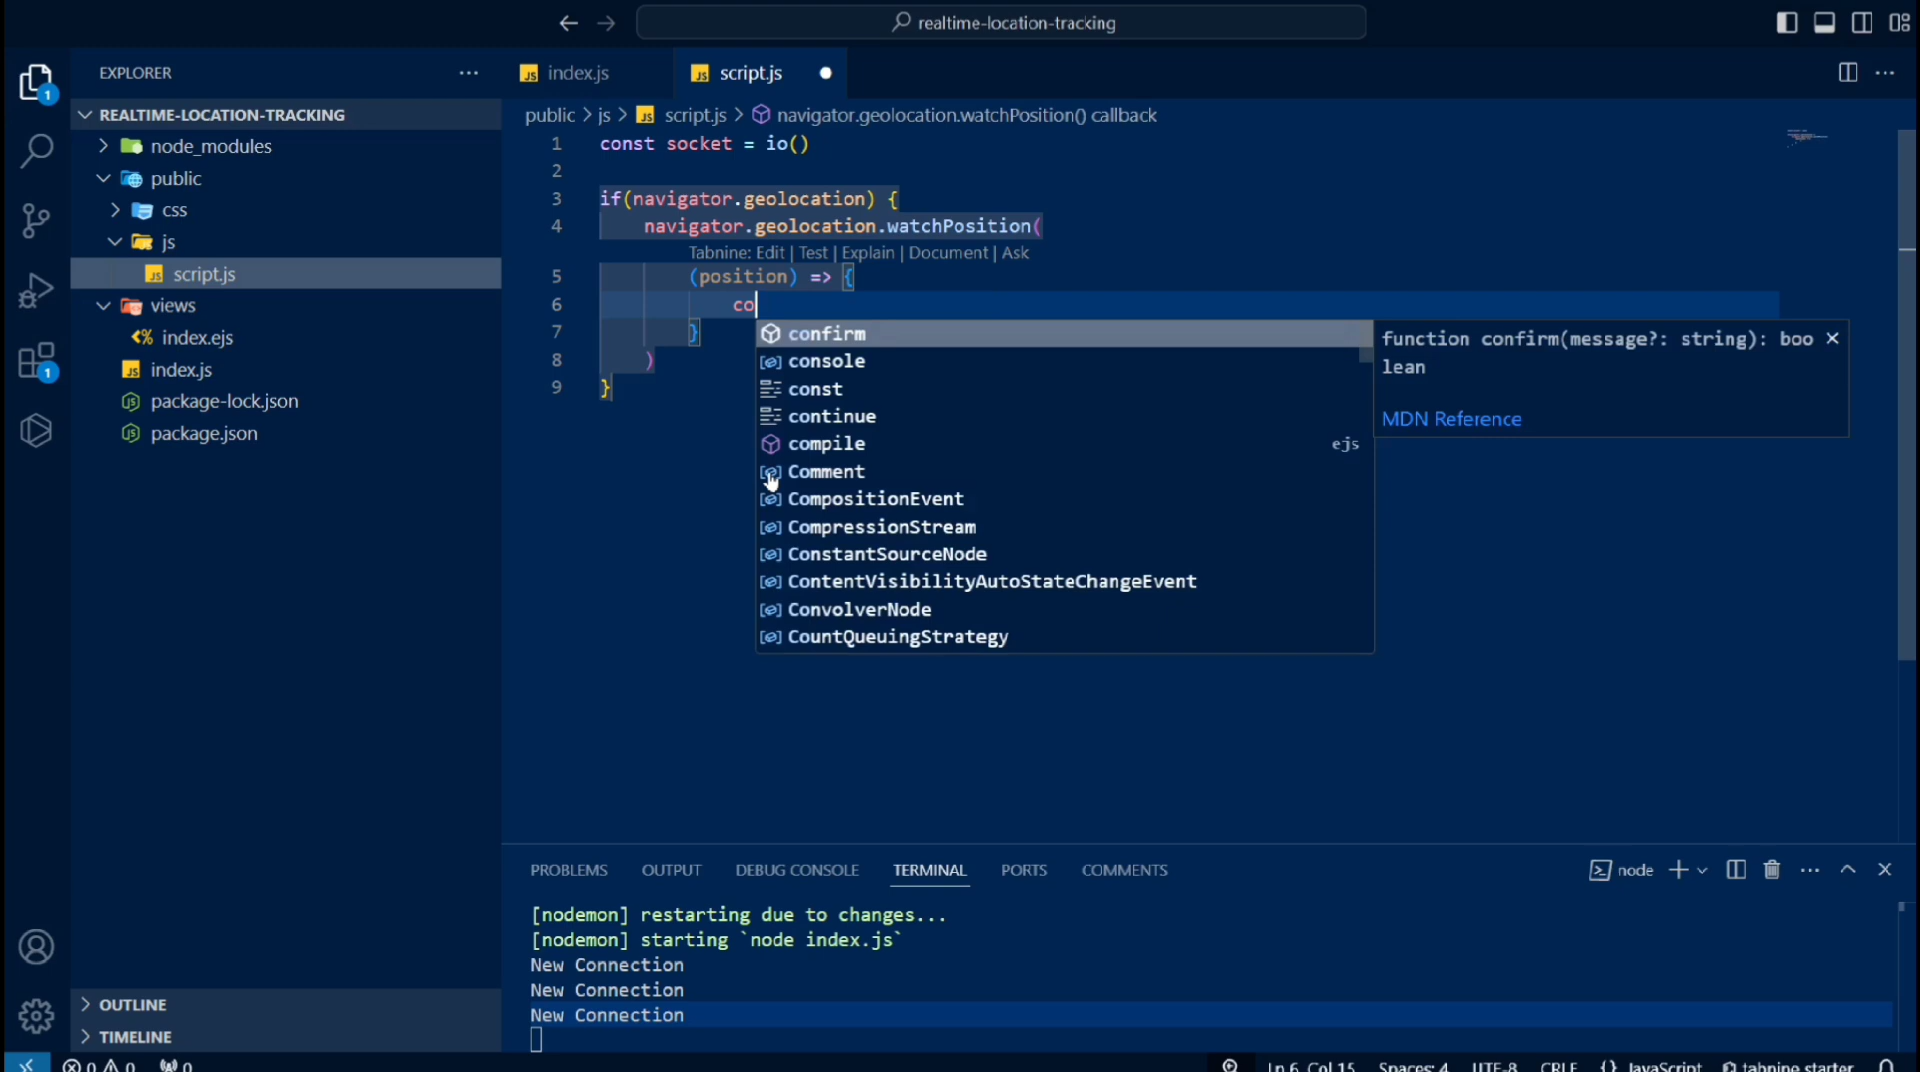 realtime-location-tracking
EXPLORER
index.js
script.js
REALTIME-LOCATION-TRACKING
node_modules
public
css
js
script.js
views
index.ejs
index.js
package-lock.json
package.json
OUTLINE
TIMELINE
public > js > script.js > navigator.geolocation.watchPosition() callback
1 const socket = io()
2
3 if(navigator.geolocation) {
4 navigator.geolocation.watchPosition(
Tabnine: Edit | Test | Explain | Document | Ask
5 (position) => {
6 co
7 }
8 )
9 }
confirm
console
const
continue
compile ejs
Comment
CompositionEvent
CompressionStream
ConstantSourceNode
ContentVisibilityAutoStateChangeEvent
ConvolverNode
CountQueuingStrategy
function confirm(message?: string): boo
lean
MDN Reference
PROBLEMS OUTPUT DEBUG CONSOLE TERMINAL PORTS COMMENTS
node
[nodemon] restarting due to changes...
[nodemon] starting `node index.js`
New Connection
New Connection
New Connection
1
1
0 0 0
Ln 6, Col 15 Spaces: 4 UTF-8 CRLF {} JavaScript tabnine starter